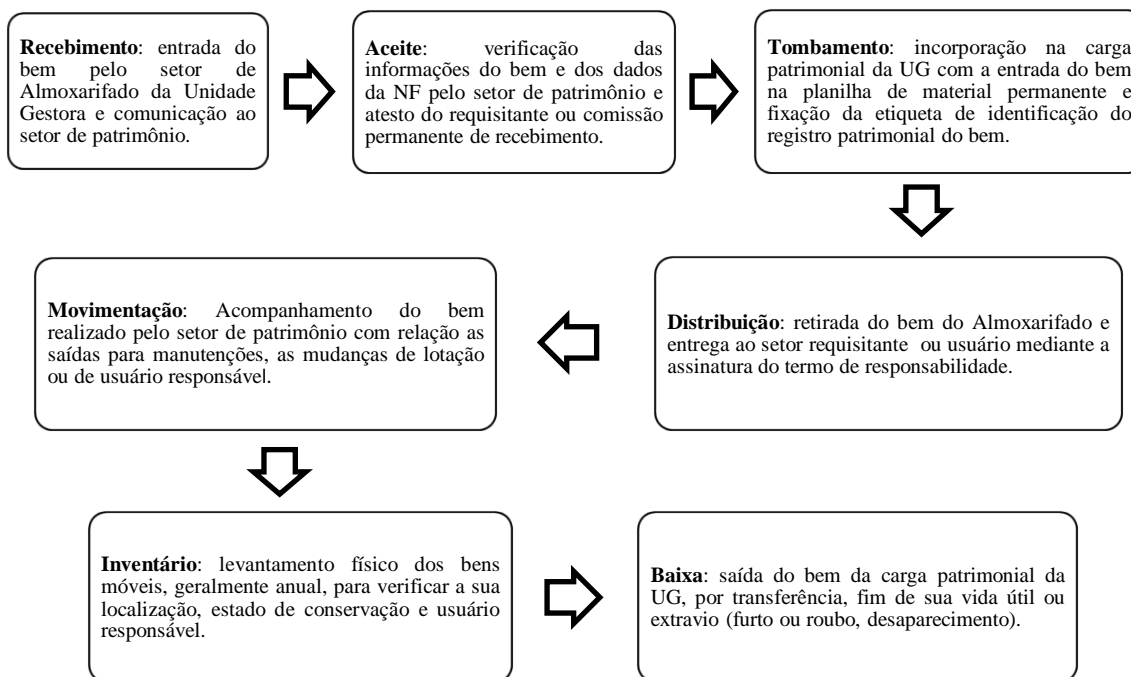 Recebimento: entrada do
bem pelo setor de
Almoxarifado da Unidade
Gestora e comunicação ao
setor de patrimônio.
Aceite: verificação das
informações do bem e dos dados
da NF pelo setor de patrimônio e
atesto do requisitante ou comissão
permanente de recebimento.
Tombamento: incorporação na carga
patrimonial da UG com a entrada do bem
na planilha de material permanente e
fixação da etiqueta de identificação do
registro patrimonial do bem.
Distribuição: retirada do bem do Almoxarifado e
entrega ao setor requisitante ou usuário mediante a
assinatura do termo de responsabilidade.
Movimentação: Acompanhamento do bem
realizado pelo setor de patrimônio com relação as
saídas para manutenções, as mudanças de lotação
ou de usuário responsável.
Inventário: levantamento físico dos bens
móveis, geralmente anual, para verificar a sua
localização, estado de conservação e usuário
responsável.
Baixa: saída do bem da carga patrimonial da
UG, por transferência, fim de sua vida útil ou
extravio (furto ou roubo, desaparecimento).